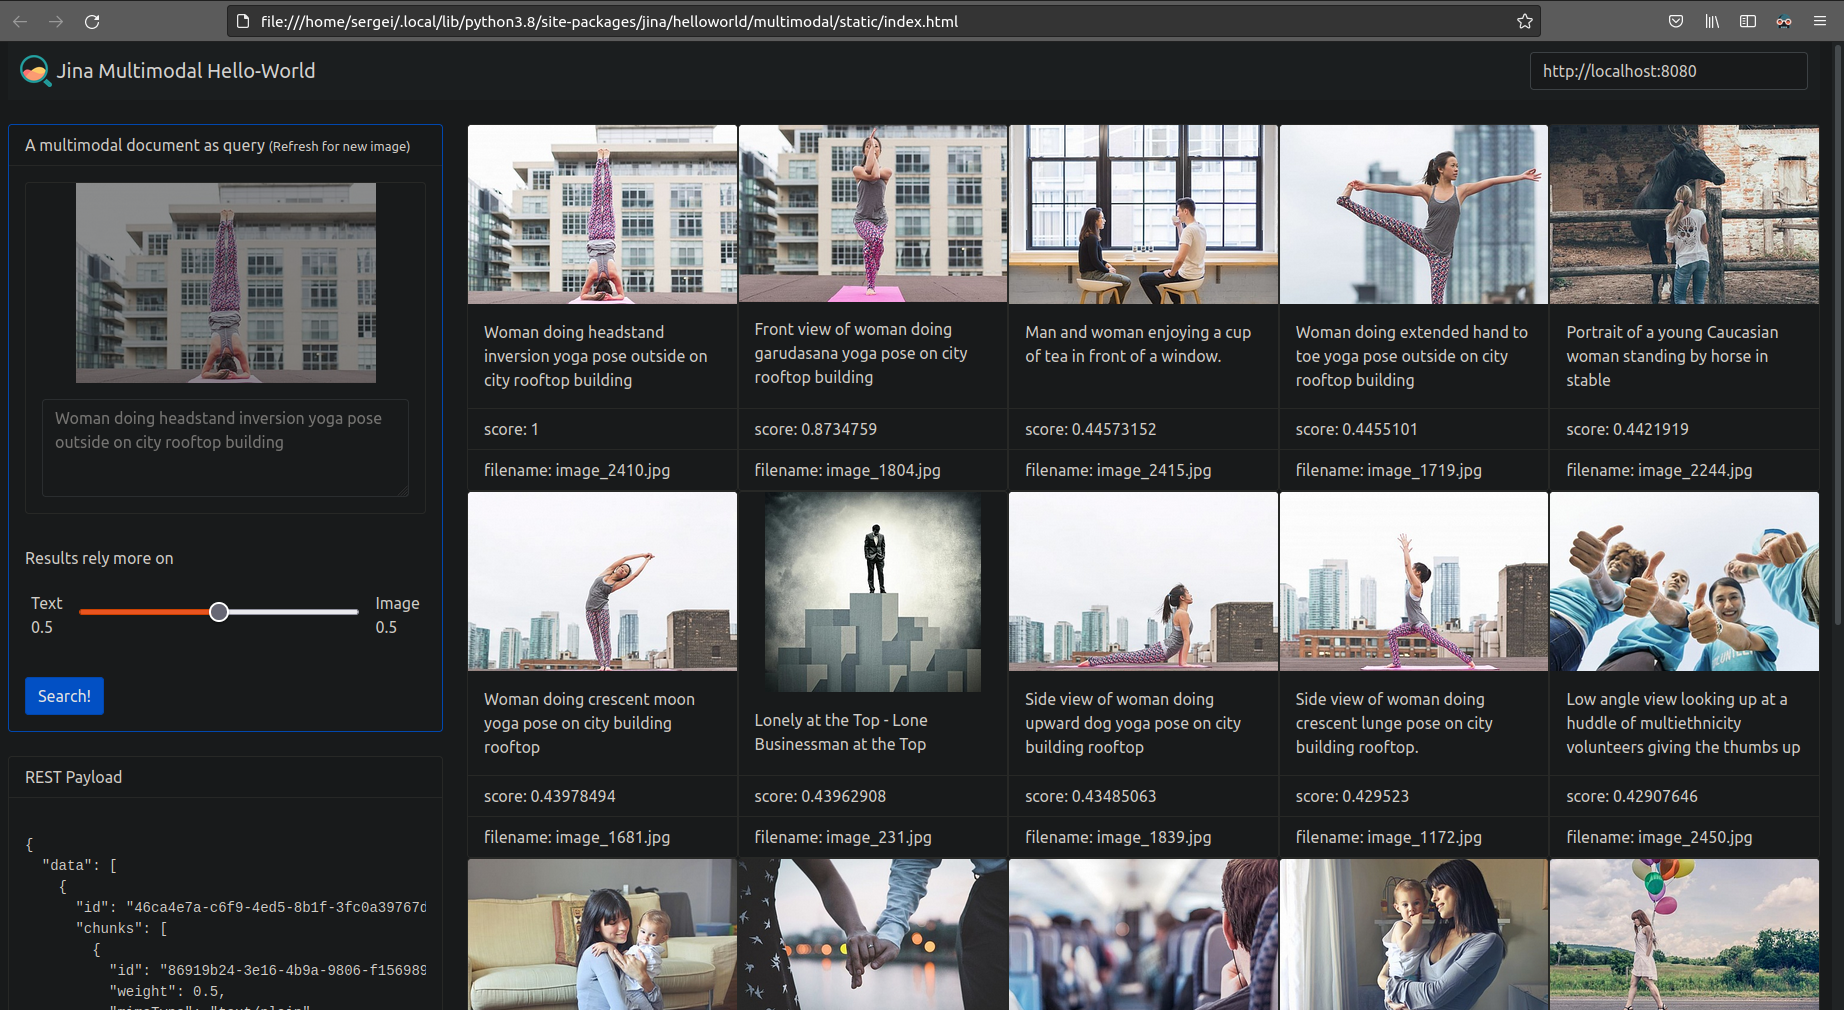 file:///home/sergei/.local/lib/python3.8/site-packages/jina/helloworld/multimodal/static/index.html
Jina Multimodal Hello-World
http://localhost:8080
A multimodal document as query (Refresh for new image)
Woman doing headstand inversion yoga pose
outside on city rooftop building
Results rely more on
Text
0.5
Image
0.5
Search!
REST Payload
{
"data": [
{
"id": "46ca4e7a-c6f9-4ed5-8b1f-3fc0a39767d
"chunks": [
{
"id": "86919b24-3e16-4b9a-9806-f156989
"weight": 0.5,
"mimeType": "text/plain"
Woman doing headstand
inversion yoga pose outside on
city rooftop building
score: 1
filename: image_2410.jpg
Front view of woman doing
garudasana yoga pose on city
rooftop building
score: 0.8734759
filename: image_1804.jpg
Man and woman enjoying a cup
of tea in front of a window.
score: 0.44573152
filename: image_2415.jpg
Woman doing extended hand to
toe yoga pose outside on city
rooftop building
score: 0.4455101
filename: image_1719.jpg
Portrait of a young Caucasian
woman standing by horse in
stable
score: 0.4421919
filename: image_2244.jpg
Woman doing crescent moon
yoga pose on city building
rooftop
score: 0.43978494
filename: image_1681.jpg
Lonely at the Top - Lone
Businessman at the Top
score: 0.43962908
filename: image_231.jpg
Side view of woman doing
upward dog yoga pose on city
building rooftop
score: 0.43485063
filename: image_1839.jpg
Side view of woman doing
crescent lunge pose on city
building rooftop.
score: 0.429523
filename: image_1172.jpg
VOLUNTEER
Low angle view looking up at a
huddle of multiethnicity
volunteers giving the thumbs up
score: 0.42907646
filename: image_2450.jpg